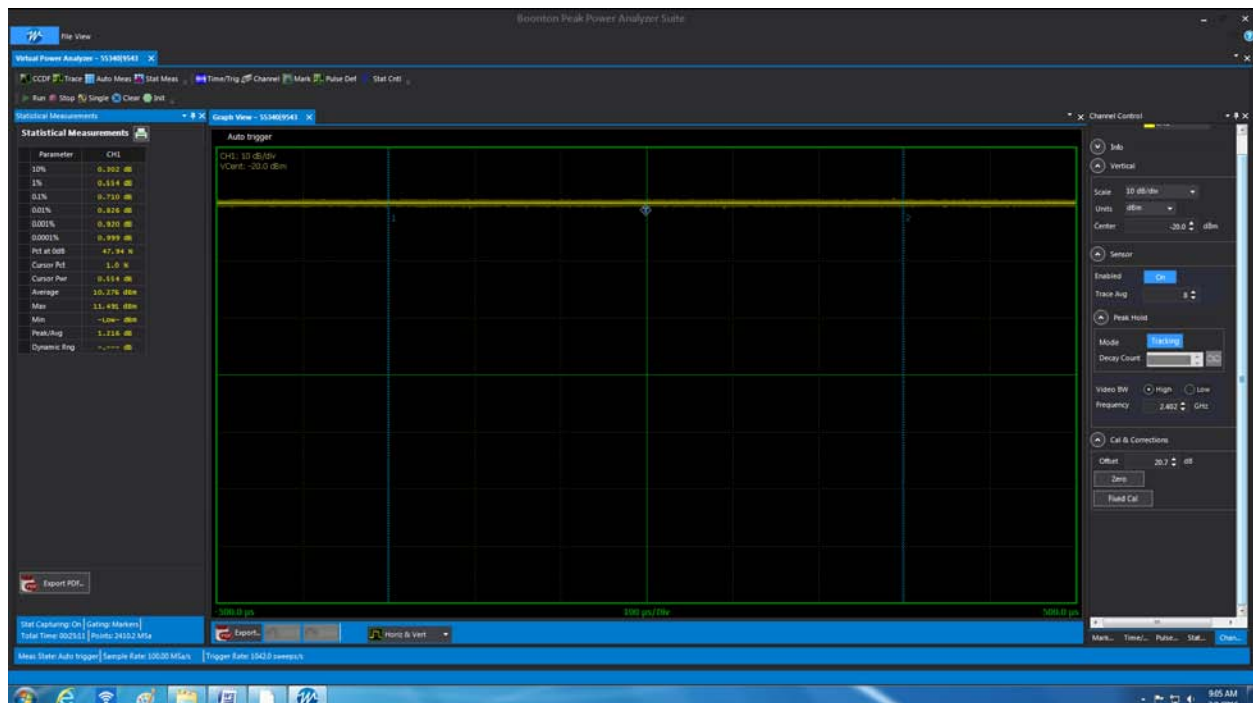 Boonton Peak Power Analyzer Suite
File View
Virtual Power Analyzer - 55340|9543
CCDF Trace Auto Meas Stat Meas Time/Trig Channel Mark Pulse Def Stat Cntl
Run Stop Single Clear Init
Statistical Measurements
Statistical Measurements
Parameter CH1
10% 0.302 dB
1% 0.554 dB
0.1% 0.710 dB
0.01% 0.826 dB
0.001% 0.920 dB
0.0001% 0.999 dB
Pct at 0dB 47.94 %
Cursor Pct 1.0 %
Cursor Pwr 0.554 dB
Average 10.276 dBm
Max 11.491 dBm
Min -Low- dBm
Peak/Avg 1.216 dB
Dynamic Rng -.--- dB
Export PDF...
Stat Capturing: On Gating: Markers
Total Time: 00:25:11 Points: 2410.2 MSa
Graph View - 55340|9543
Auto trigger
CH1: 10 dB/div
VCent: -20.0 dBm
1
T
2
-500.0 µs 100 µs/Div 500.0 µs
Export... Horiz & Vert
Channel Control
Info
Vertical
Scale 10 dB/div
Units dBm
Center -20.0 dBm
Sensor
Enabled On
Trace Avg 8
Peak Hold
Mode Tracking
Decay Count
Video BW High Low
Frequency 2.402 GHz
Cal & Corrections
Offset 20.7 dB
Zero
Fixed Cal
Mark... Time/... Pulse... Stat... Chan...
Meas State: Auto trigger Sample Rate: 100.00 MSa/s Trigger Rate: 1042.0 sweeps/s
9:05 AM